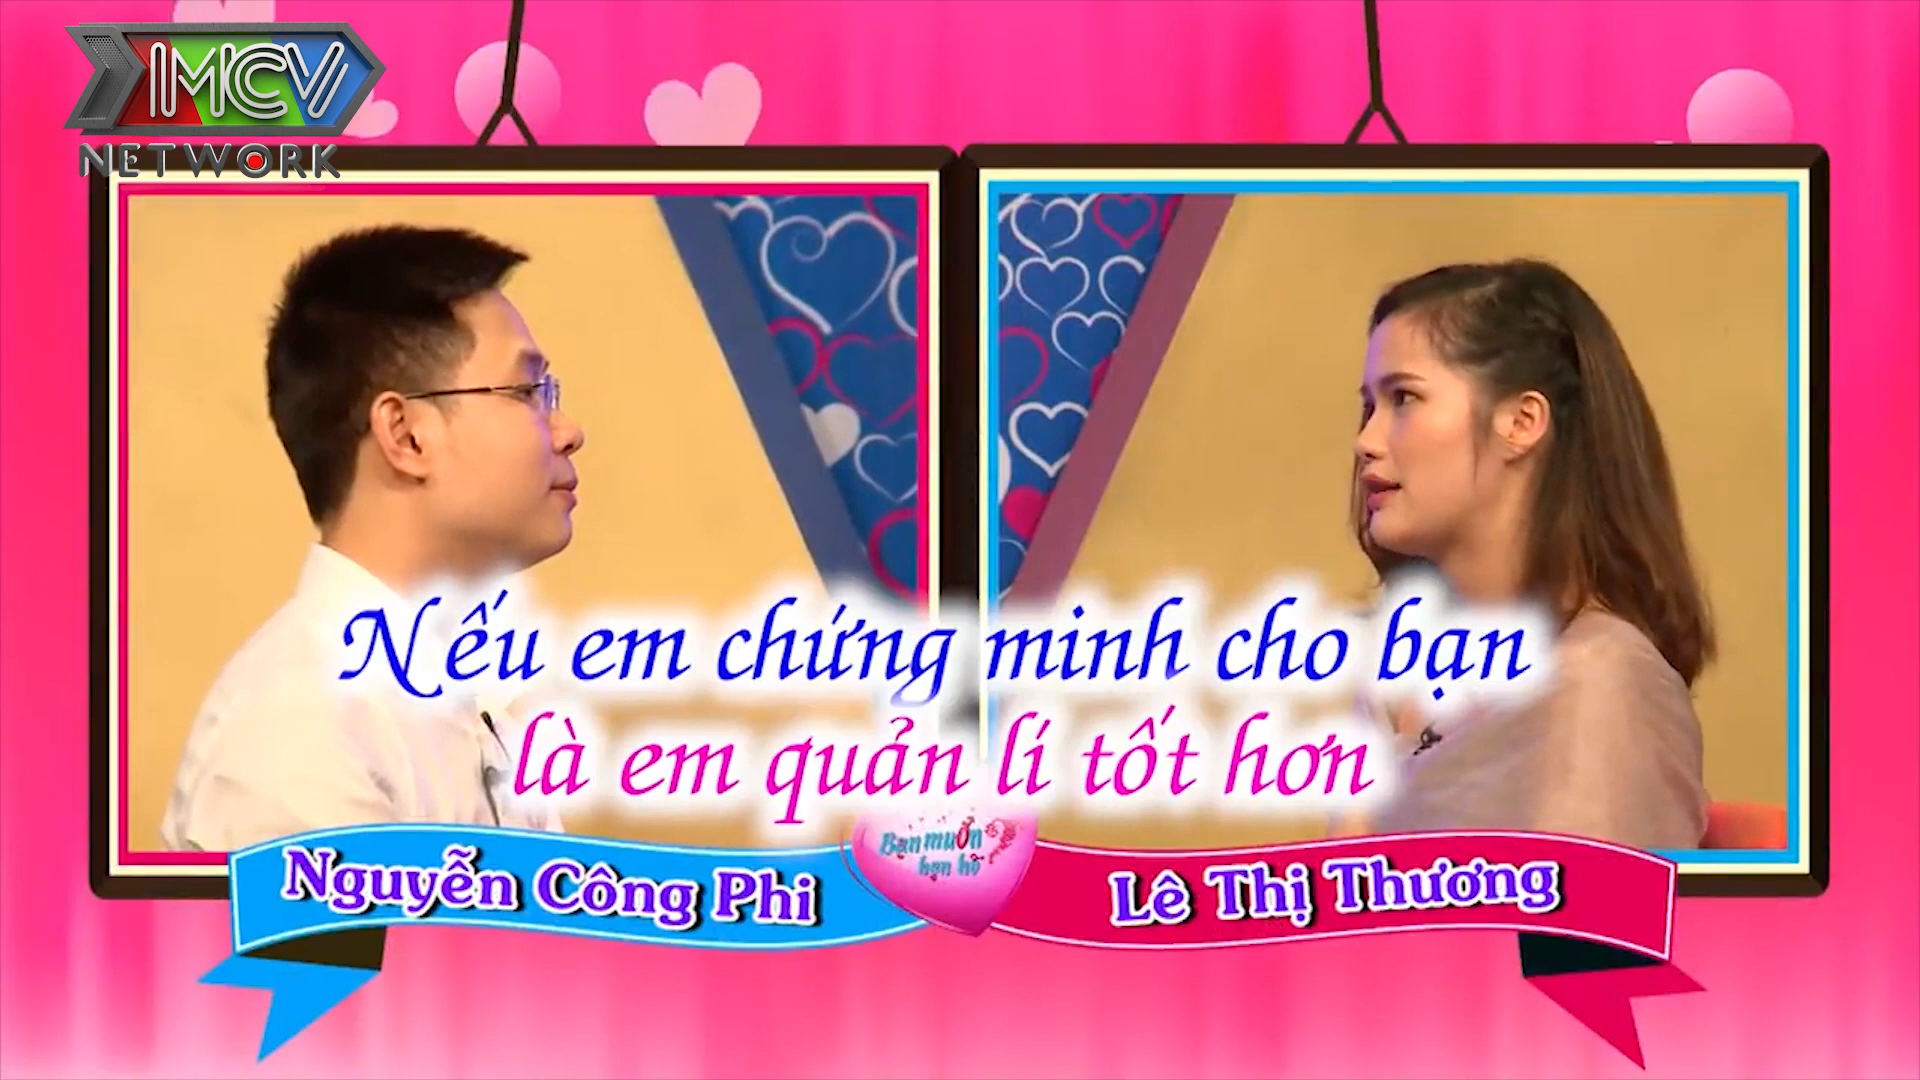 MCV
NETWORK
Nếu em chứng minh cho bạn
là em quản lí tốt hơn
Bạn muốn
hẹn hò
Nguyễn Công Phi
Lê Thị Thương